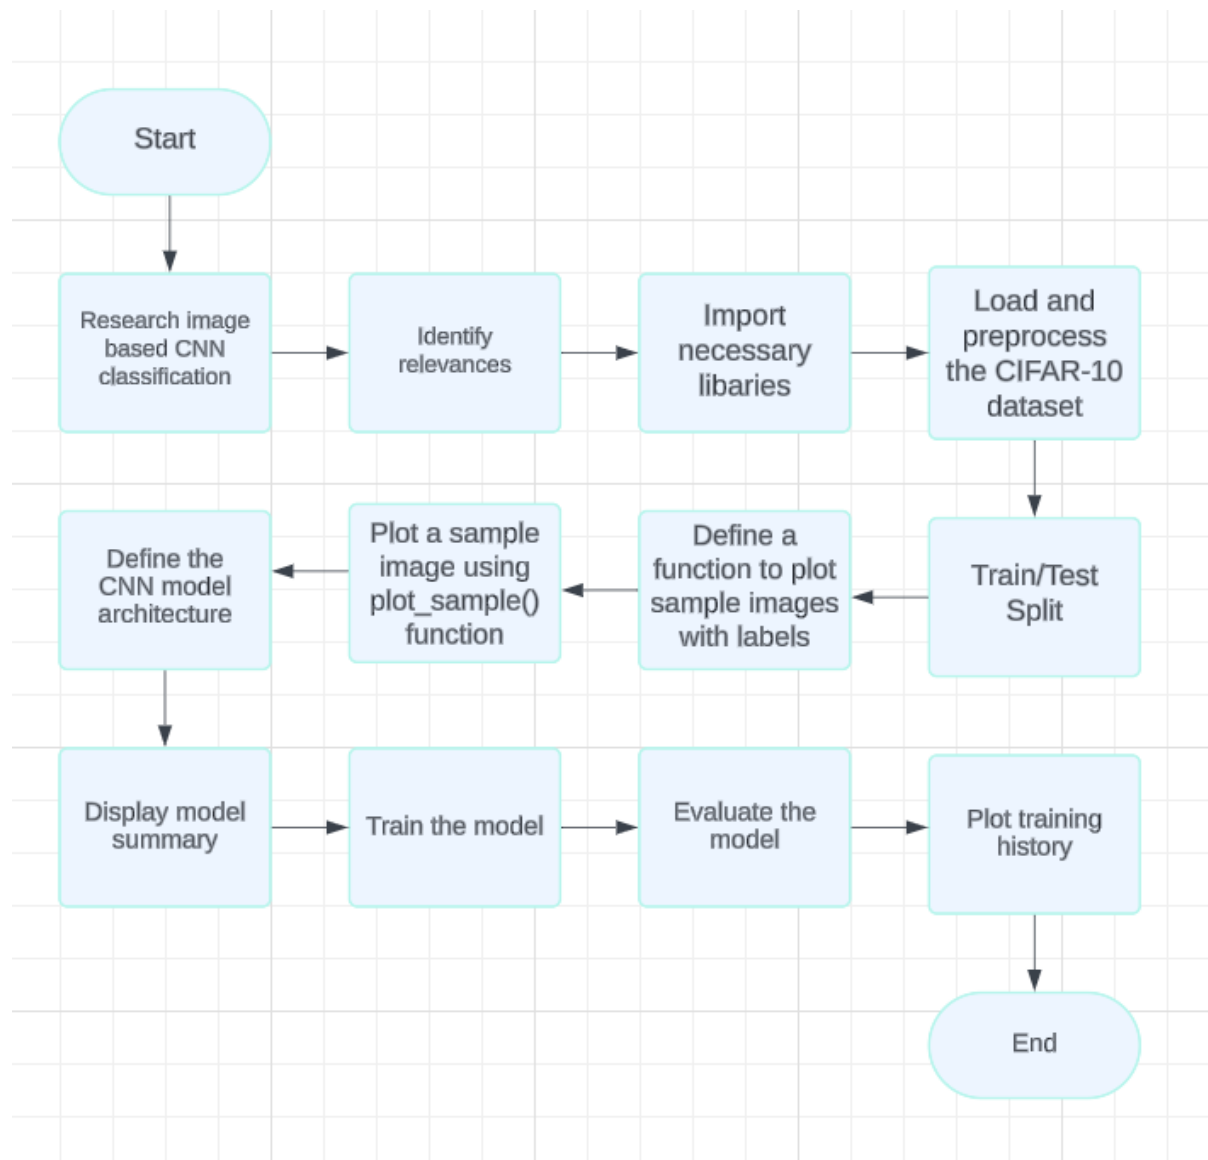 Start
Research image
based CNN
classification
Identify
relevances
Import
necessary
libaries
Load and
preprocess
the CIFAR-10
dataset
Train/Test
Split
Define a
function to plot
sample images
with labels
Plot a sample
image using
plot_sample()
function
Define the
CNN model
architecture
Display model
summary
Train the model
Evaluate the
model
Plot training
history
End